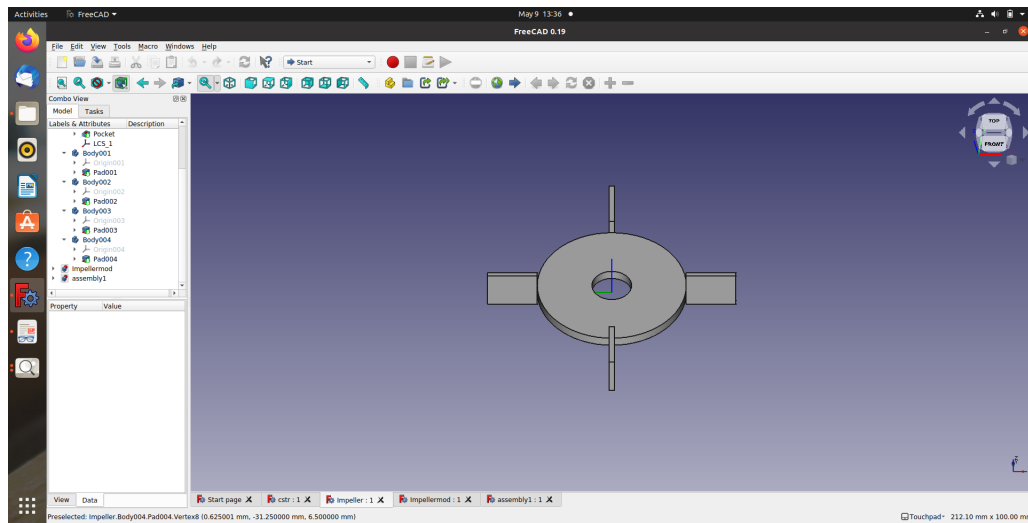 Activities FreeCAD May 9 13:36
FreeCAD 0.19
File Edit View Tools Macro Windows Help
Start
Combo View
Model Tasks
Labels & Attributes Description
Pocket
LCS_1
Body001
Origin001
Pad001
Body002
Origin002
Pad002
Body003
Origin003
Pad003
Body004
Origin004
Pad004
Impellermod
assembly1
Property Value
TOP
FRONT
View Data
Start page cstr : 1 Impeller : 1 Impellermod : 1 assembly1 : 1
Preselected: Impeller.Body004.Pad004.Vertex8 (0.625001 mm, -31.250000 mm, 6.500000 mm) Touchpad 212.10 mm x 100.00 mm